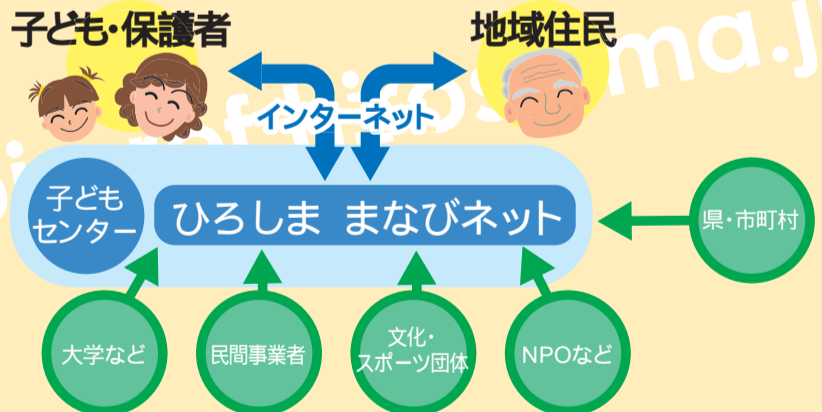 子ども・保護者
地域住民
インターネット
子ども
センター
ひろしま まなびネット
県・市町村
大学など
民間事業者
文化・
スポーツ団体
NPOなど